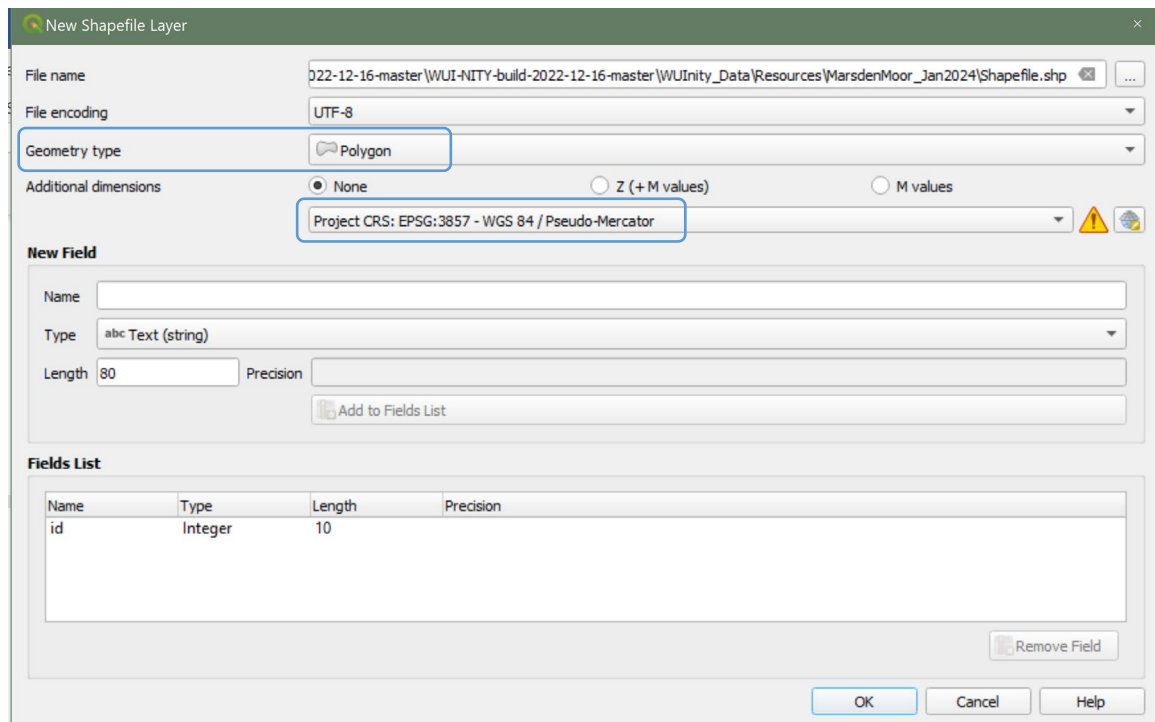 New Shapefile Layer
File name 022-12-16-master\WUI-NITY-build-2022-12-16-master\WUInity_Data\Resources\MarsdenMoor_Jan2024\Shapefile.shp ...
File encoding UTF-8
Geometry type Polygon
Additional dimensions None Z (+ M values) M values
Project CRS: EPSG:3857 - WGS 84 / Pseudo-Mercator
New Field
Name
Type abc Text (string)
Length 80 Precision
Add to Fields List
Fields List
Name Type Length Precision
id Integer 10
Remove Field
OK Cancel Help